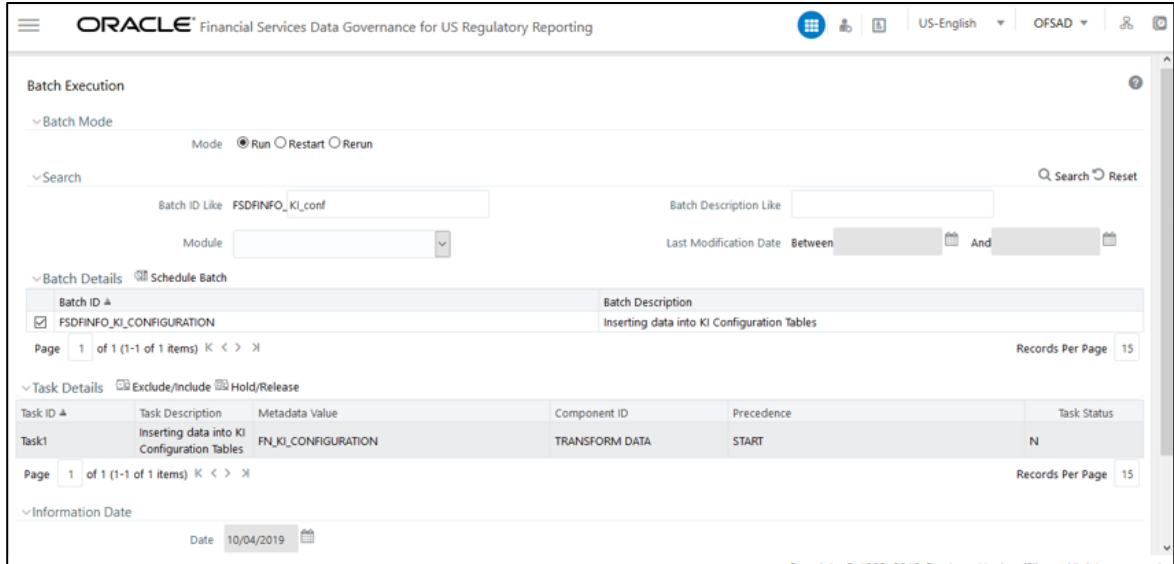 ORACLE Financial Services Data Governance for US Regulatory Reporting US-English OFSAD
Batch Execution
Batch Mode
Mode Run Restart Rerun
Search Search Reset
Batch ID Like FSDFINFO_ KI_conf Batch Description Like
Module Last Modification Date Between And
Batch Details Schedule Batch
Batch ID Batch Description
FSDFINFO_KI_CONFIGURATION Inserting data into KI Configuration Tables
Page 1 of 1 (1-1 of 1 items) Records Per Page 15
Task Details Exclude/Include Hold/Release
Task ID Task Description Metadata Value Component ID Precedence Task Status
Task1 Inserting data into KI Configuration Tables FN_KI_CONFIGURATION TRANSFORM DATA START N
Page 1 of 1 (1-1 of 1 items) Records Per Page 15
Information Date
Date 10/04/2019